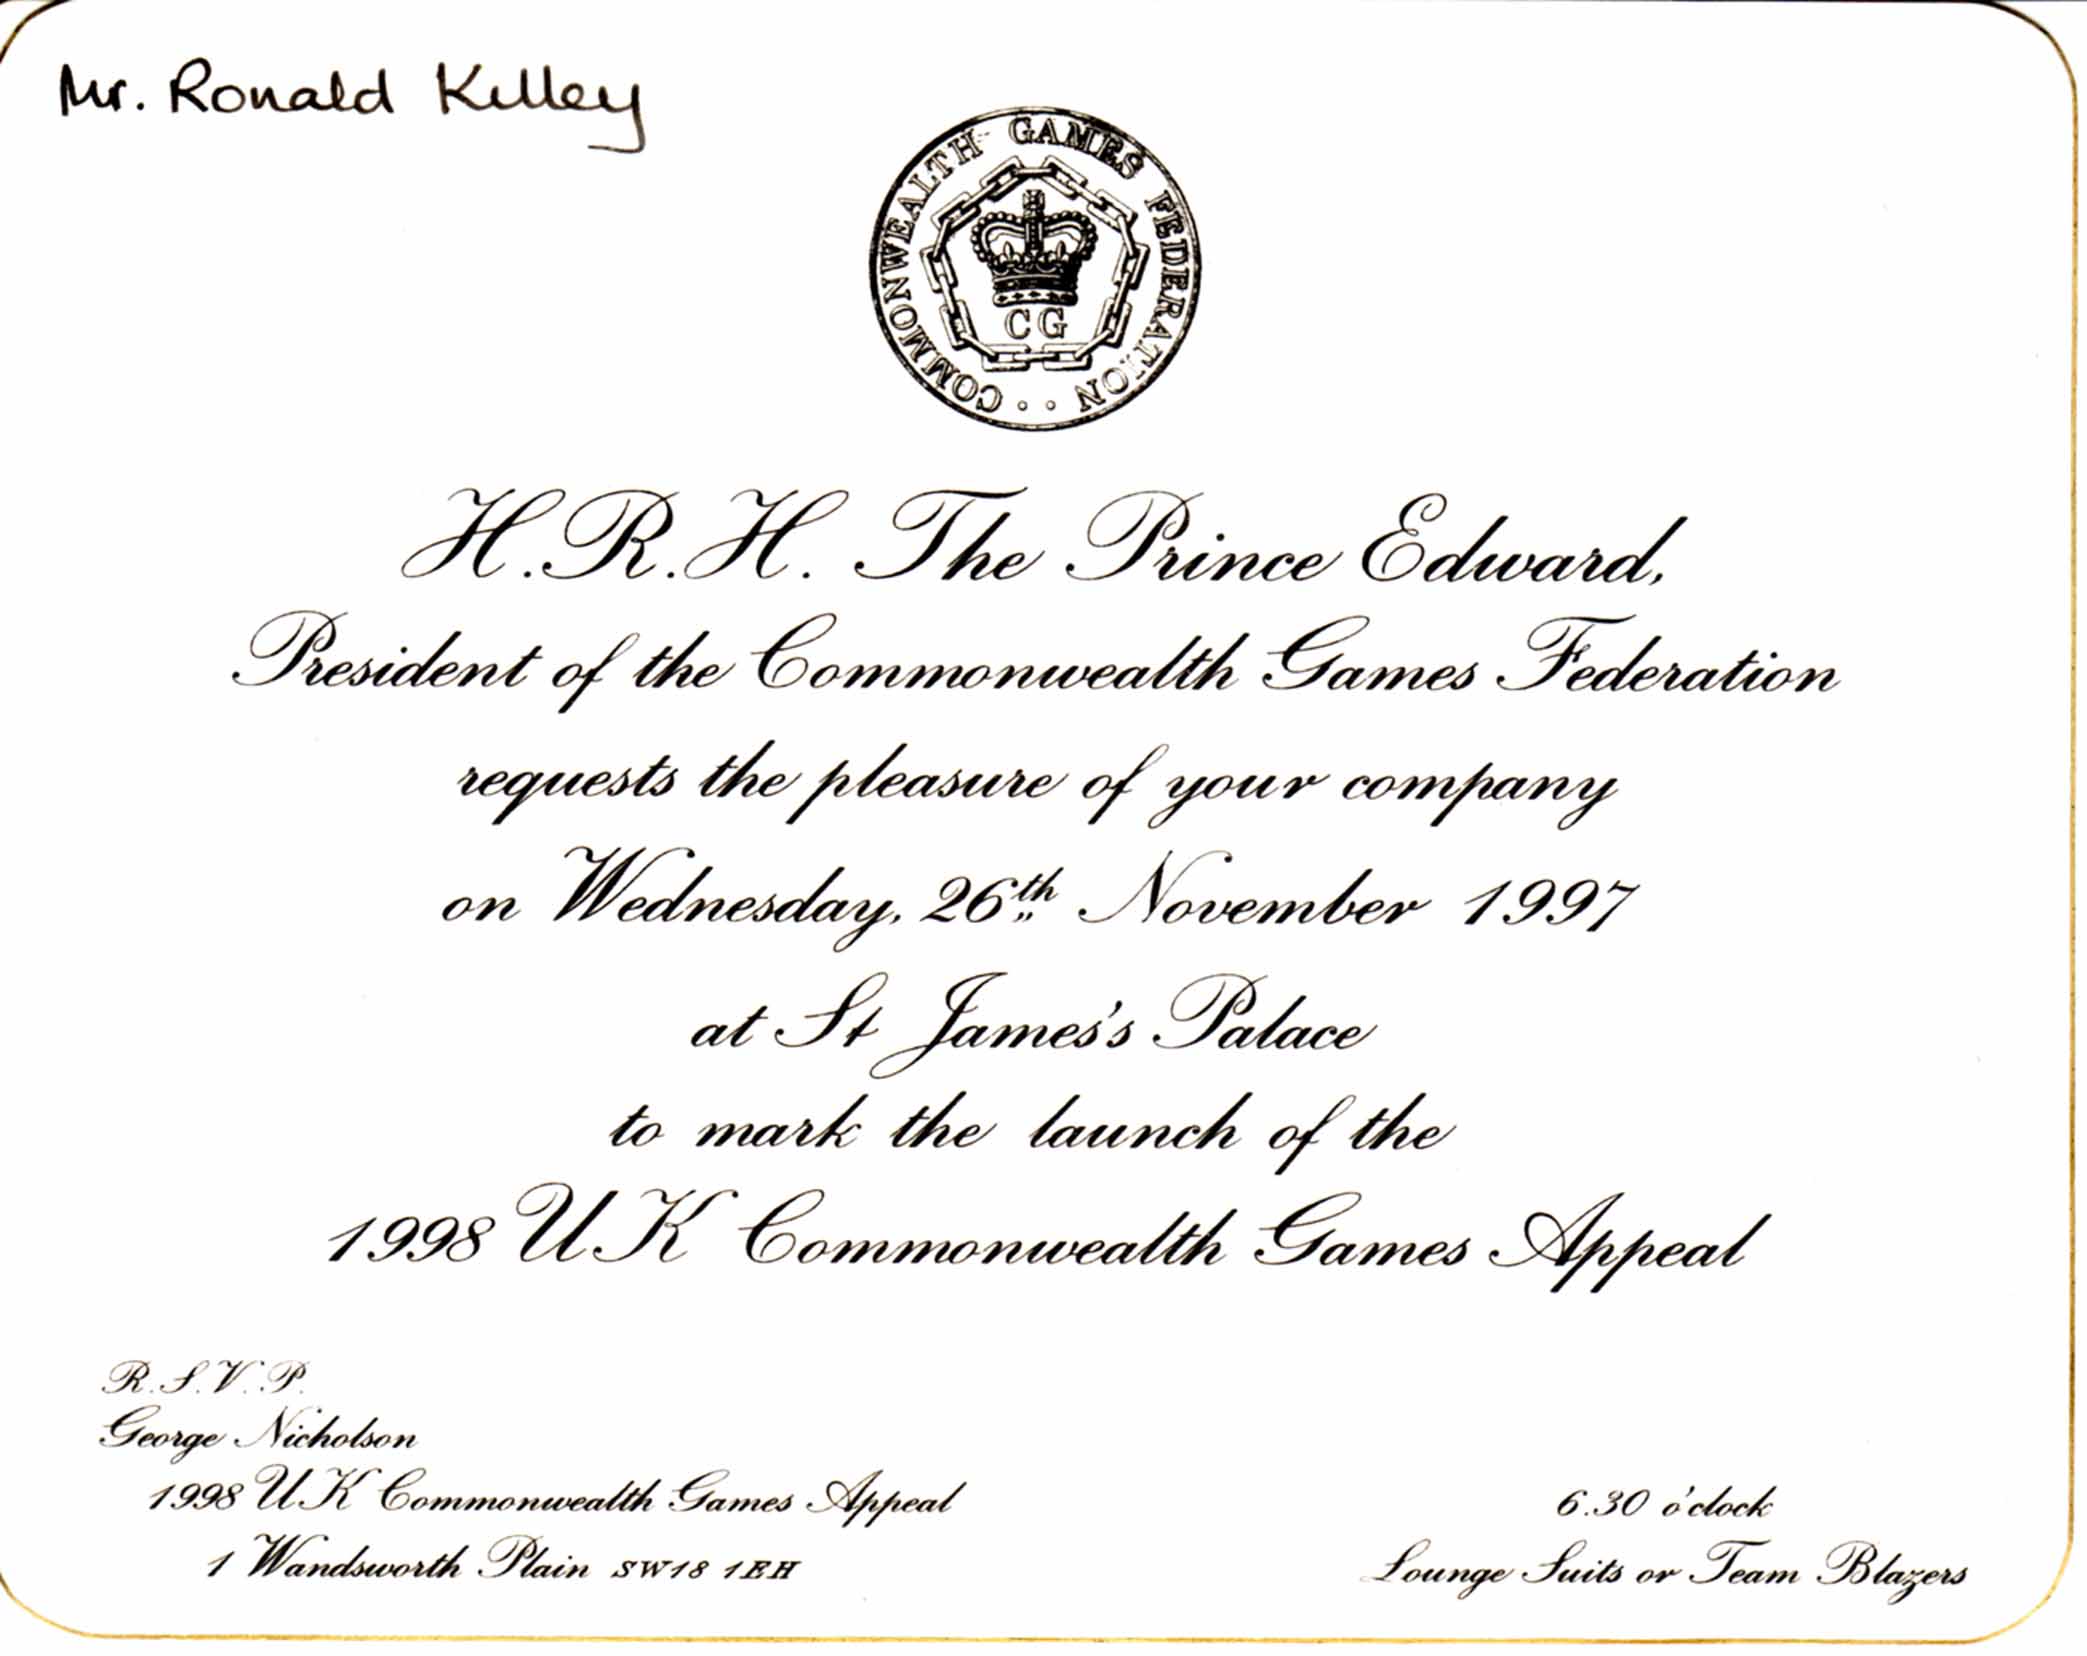 Mr. Ronald Kelley
COMMONWEALTH GAMES FEDERATION
CG
H.R.H. The Prince Edward,
President of the Commonwealth Games Federation
requests the pleasure of your company
on Wednesday, 26th November 1997
at St James's Palace
to mark the launch of the
1998 UK Commonwealth Games Appeal
R.S.V.P.
George Nicholson
1998 UK Commonwealth Games Appeal
1 Wandsworth Plain SW18 1EH
6.30 o'clock
Lounge Suits or Team Blazers